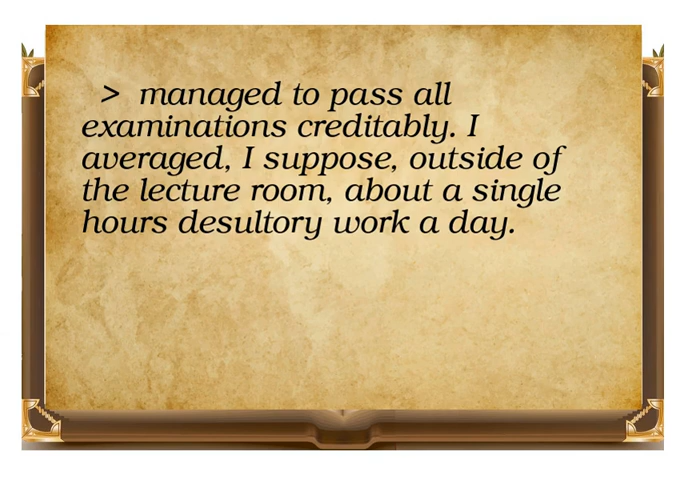 > managed to pass all
examinations creditably. I
averaged, I suppose, outside of
the lecture room, about a single
hours desultory work a day.